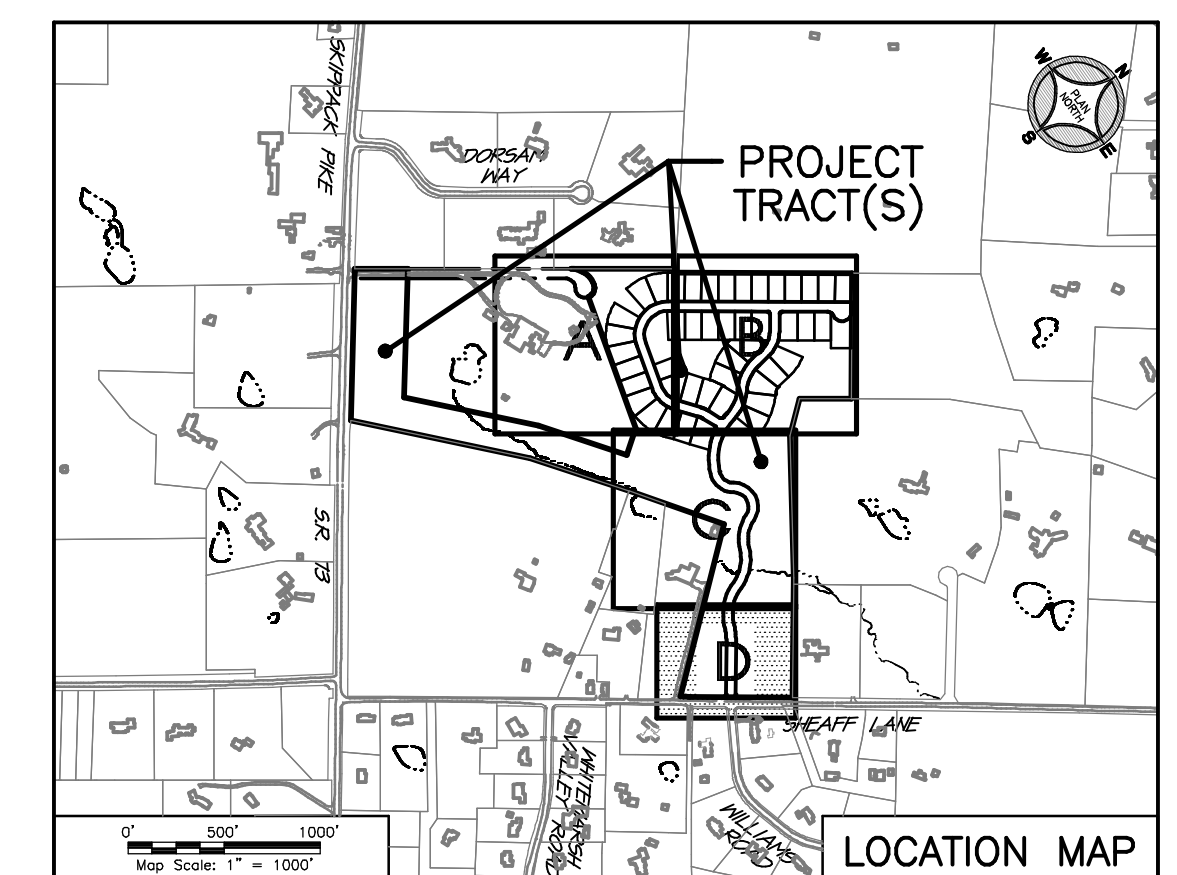 SKIPPACK PIKE
W
N
PLAN
NORTH
S
E
DORSAM
WAY
PROJECT
TRACT(S)
A
B
C
S.R. 73
D
SHEAFF LANE
WHITEMARSH
VALLEY ROAD
WILLIAMS
ROAD
0' 500' 1000'
Map Scale: 1" = 1000'
LOCATION MAP